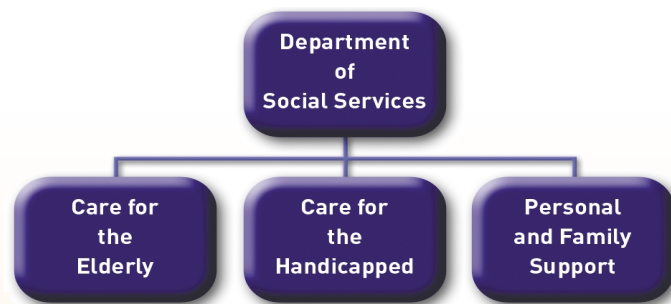 Department
of
Social Services
Care for
the
Elderly
Care for
the
Handicapped
Personal
and Family
Support